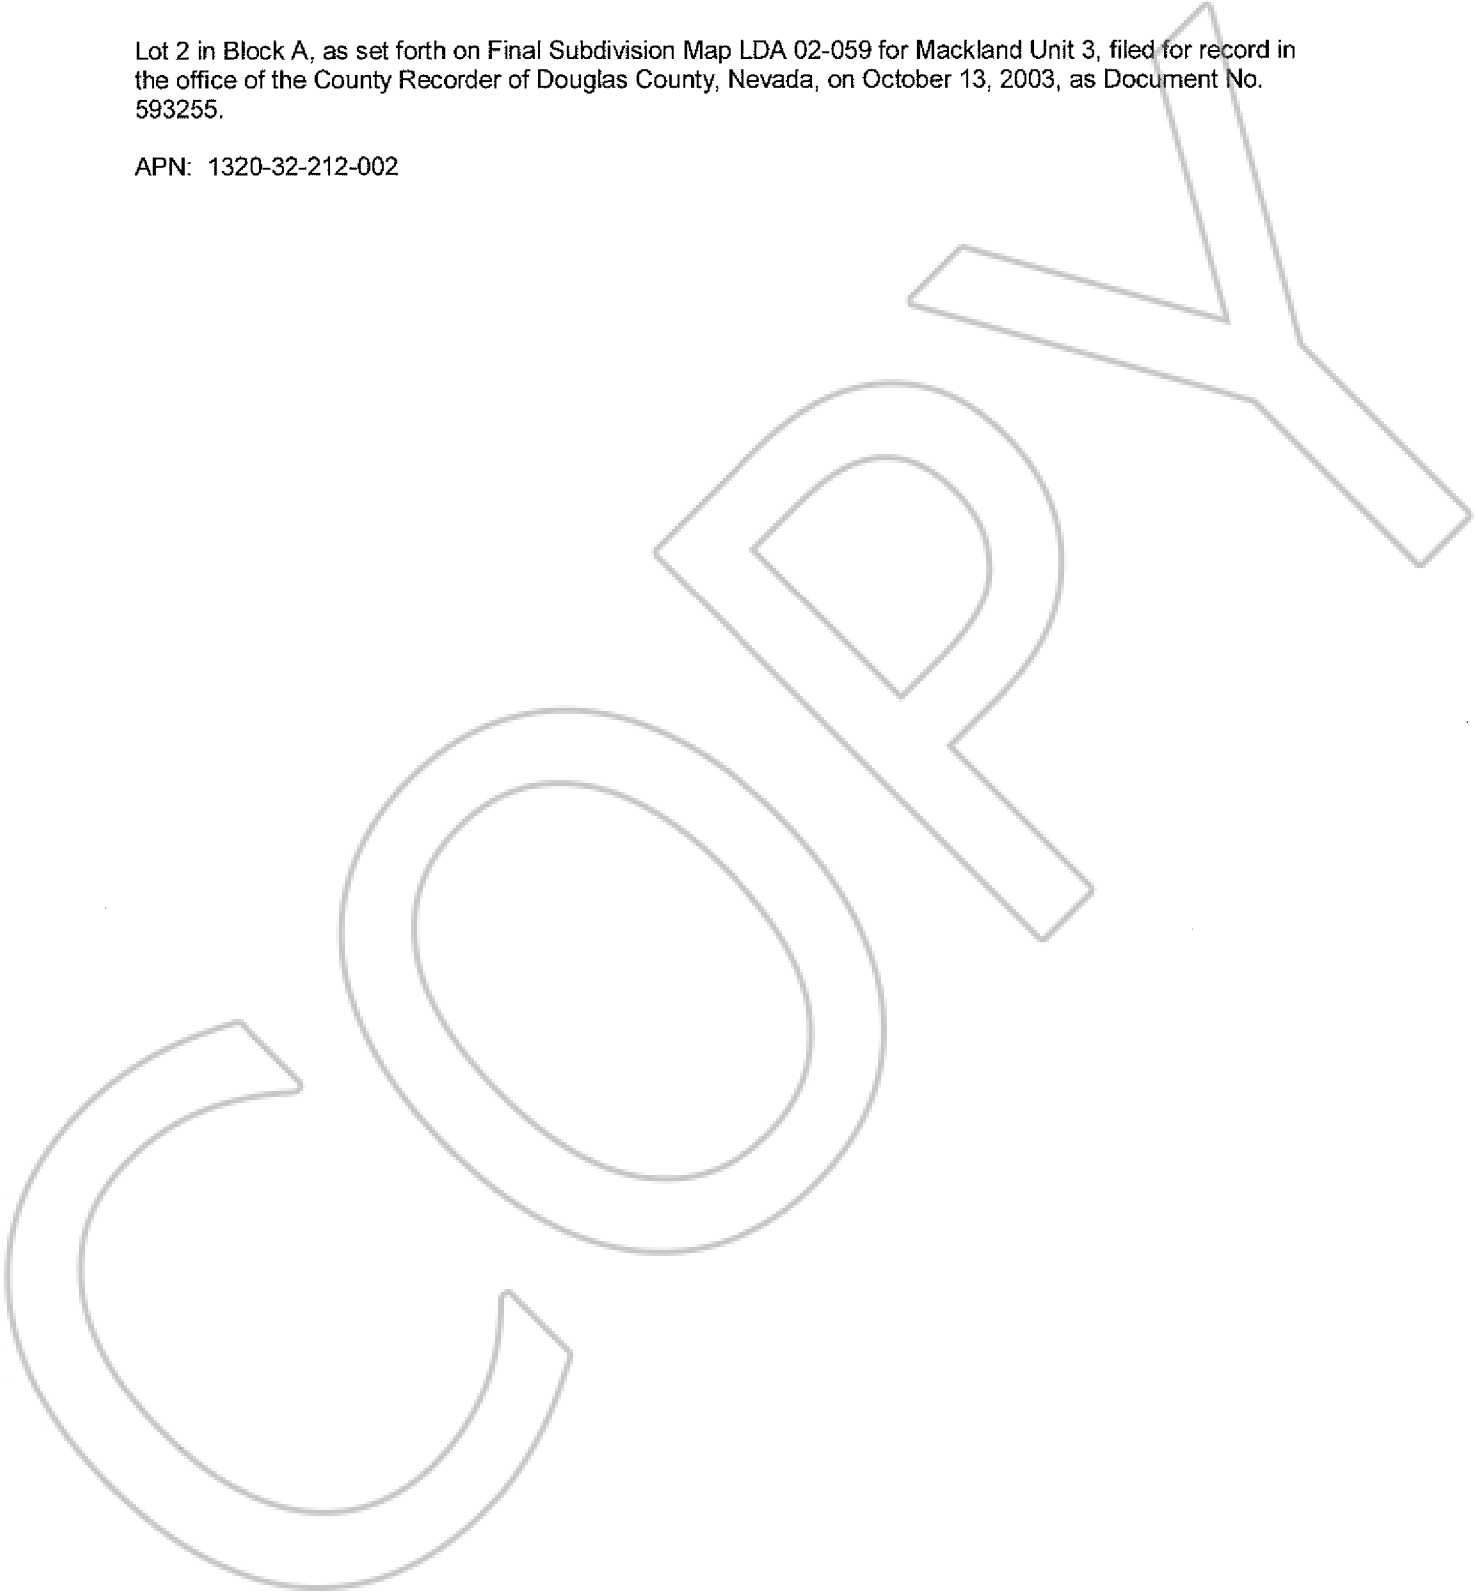 Lot 2 in Block A, as set forth on Final Subdivision Map LDA 02-059 for Mackland Unit 3, filed for record in
the office of the County Recorder of Douglas County, Nevada, on October 13, 2003, as Document No.
593255.
APN: 1320-32-212-002
COPY